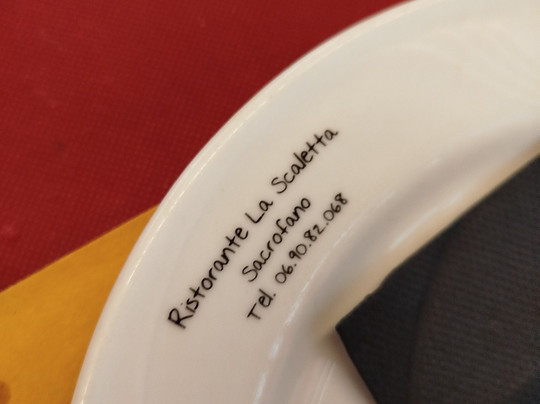 Ristorante La Scaletta
Sacrofano
Tel. 06.90.82.068